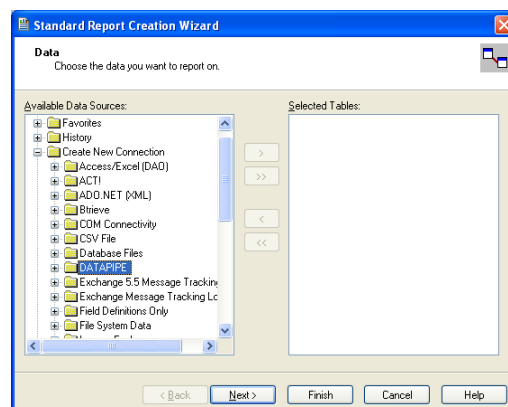 Standard Report Creation Wizard
Data
Choose the data you want to report on.
Available Data Sources:
Selected Tables:
Favorites
History
Create New Connection
Access/Excel (DAO)
ACT!
ADO.NET (XML)
Btrieve
COM Connectivity
CSV File
Database Files
DATAPIPE
Exchange 5.5 Message Tracking
Exchange Message Tracking Lo
Field Definitions Only
File System Data
>
>>
<
<<
< Back
Next >
Finish
Cancel
Help